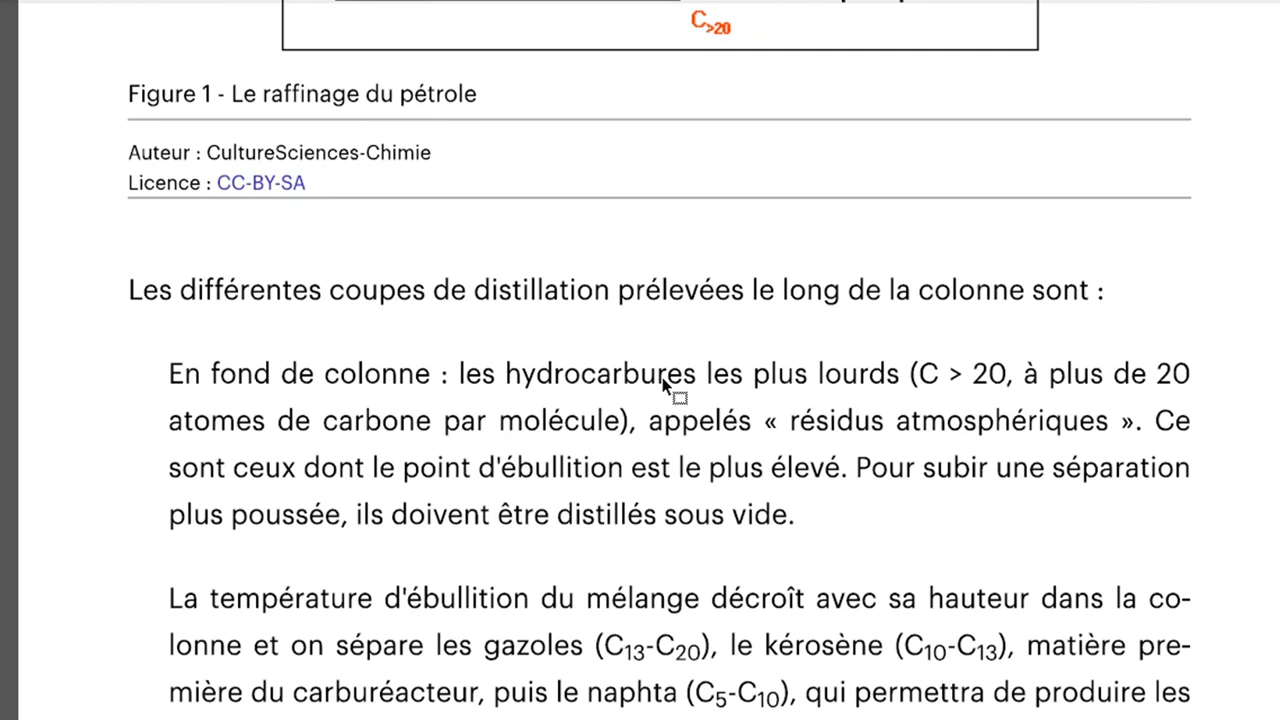 C>20
Figure 1 - Le raffinage du pétrole
Auteur : CultureSciences-Chimie
Licence : CC-BY-SA
Les différentes coupes de distillation prélevées le long de la colonne sont :
En fond de colonne : les hydrocarbures les plus lourds (C > 20, à plus de 20
atomes de carbone par molécule), appelés « résidus atmosphériques ». Ce
sont ceux dont le point d'ébullition est le plus élevé. Pour subir une séparation
plus poussée, ils doivent être distillés sous vide.
La température d'ébullition du mélange décroît avec sa hauteur dans la co-
lonne et on sépare les gazoles (C13-C20), le kérosène (C10-C13), matière pre-
mière du carburéacteur, puis le naphta (C5-C10), qui permettra de produire les